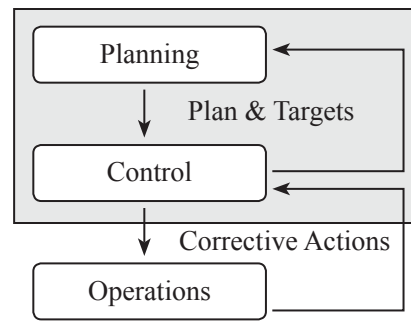 Planning
Plan & Targets
Control
Corrective Actions
Operations